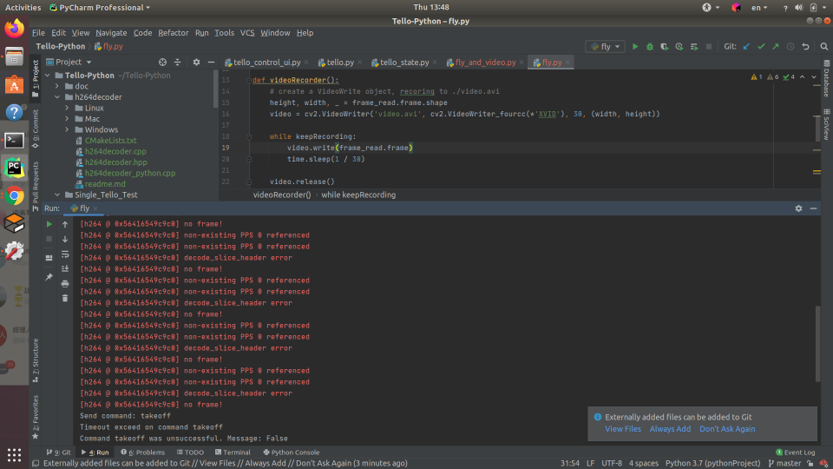 Activities
PyCharm Professional
Thu 13:48
en
Tello-Python – fly.py
File Edit View Navigate Code Refactor Run Tools VCS Window Help
Tello-Python
fly.py
fly
Git:
Project
tello_control_ui.py
tello.py
tello_state.py
fly_and_video.py
fly.py
1 6 4
Tello-Python ~/Tello-Python
doc
h264decoder
Linux
Mac
Windows
CMakeLists.txt
h264decoder.cpp
h264decoder.hpp
h264decoder_python.cpp
readme.md
Single_Tello_Test
13 def videoRecorder():
14 # create a VideoWrite object, recoring to ./video.avi
15 height, width, _ = frame_read.frame.shape
16 video = cv2.VideoWriter('video.avi', cv2.VideoWriter_fourcc(*'XVID'), 30, (width, height))
17
18 while keepRecording:
19 video.write(frame_read.frame)
20 time.sleep(1 / 30)
21
22 video.release()
videoRecorder() › while keepRecording
1: Project
0: Commit
Pull Requests
7: Structure
2: Favorites
Database
SciView
Run: fly
[h264 @ 0x56416549c9c0] no frame!
[h264 @ 0x56416549c9c0] non-existing PPS 0 referenced
[h264 @ 0x56416549c9c0] non-existing PPS 0 referenced
[h264 @ 0x56416549c9c0] decode_slice_header error
[h264 @ 0x56416549c9c0] no frame!
[h264 @ 0x56416549c9c0] non-existing PPS 0 referenced
[h264 @ 0x56416549c9c0] non-existing PPS 0 referenced
[h264 @ 0x56416549c9c0] decode_slice_header error
[h264 @ 0x56416549c9c0] no frame!
[h264 @ 0x56416549c9c0] non-existing PPS 0 referenced
[h264 @ 0x56416549c9c0] non-existing PPS 0 referenced
[h264 @ 0x56416549c9c0] decode_slice_header error
[h264 @ 0x56416549c9c0] no frame!
[h264 @ 0x56416549c9c0] non-existing PPS 0 referenced
[h264 @ 0x56416549c9c0] non-existing PPS 0 referenced
[h264 @ 0x56416549c9c0] decode_slice_header error
[h264 @ 0x56416549c9c0] no frame!
Send command: takeoff
Timeout exceed on command takeoff
Command takeoff was unsuccessful. Message: False
Externally added files can be added to Git
View Files Always Add Don't Ask Again
9: Git
4: Run
6: Problems
TODO
Terminal
Python Console
1 Event Log
Externally added files can be added to Git // View Files // Always Add // Don't Ask Again (3 minutes ago)
31:54 LF UTF-8 4 spaces Python 3.7 (pythonProject) master